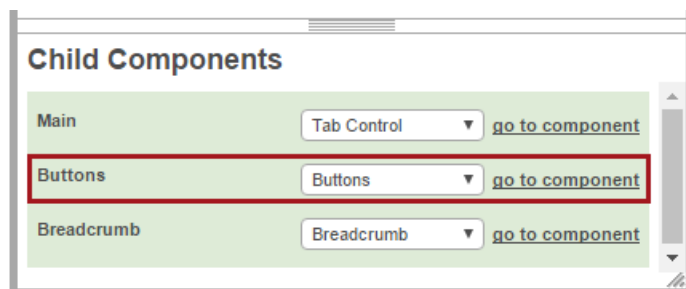 Child Components
Main Tab Control go to component
Buttons Buttons go to component
Breadcrumb Breadcrumb go to component